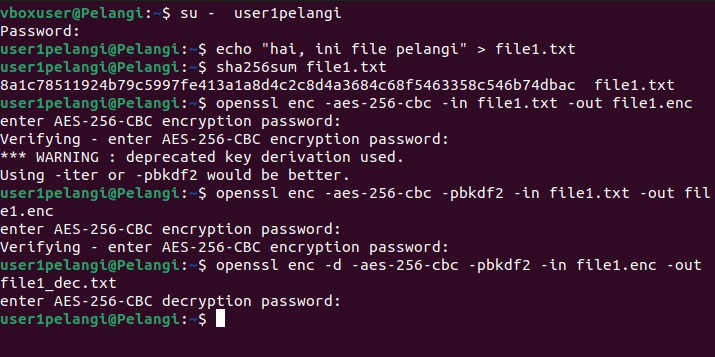 vboxuser@Pelangi:~$ su -  user1pelangi
Password:
user1pelangi@Pelangi:~$ echo "hai, ini file pelangi" > file1.txt
user1pelangi@Pelangi:~$ sha256sum file1.txt
8a1c78511924b79c5997fe413a1a8d4c2c8d4a3684c68f5463358c546b74dbac  file1.txt
user1pelangi@Pelangi:~$ openssl enc -aes-256-cbc -in file1.txt -out file1.enc
enter AES-256-CBC encryption password:
Verifying - enter AES-256-CBC encryption password:
*** WARNING : deprecated key derivation used.
Using -iter or -pbkdf2 would be better.
user1pelangi@Pelangi:~$ openssl enc -aes-256-cbc -pbkdf2 -in file1.txt -out fil
e1.enc
enter AES-256-CBC encryption password:
Verifying - enter AES-256-CBC encryption password:
user1pelangi@Pelangi:~$ openssl enc -d -aes-256-cbc -pbkdf2 -in file1.enc -out
file1_dec.txt
enter AES-256-CBC decryption password:
user1pelangi@Pelangi:~$